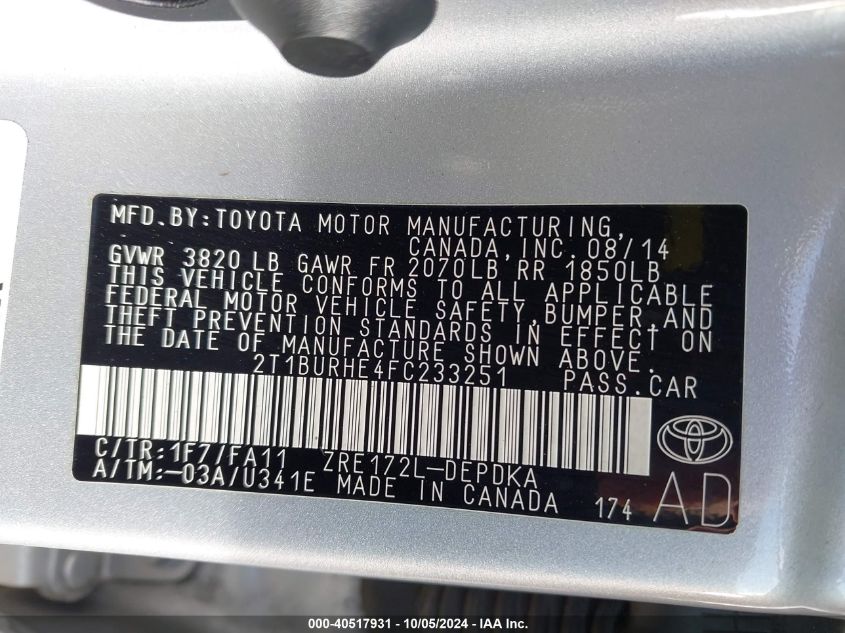 MFD. BY: TOYOTA MOTOR MANUFACTURING,
CANADA, INC. 08/14
GVWR 3820 LB GAWR FR 2070LB RR 1850LB
THIS VEHICLE CONFORMS TO ALL APPLICABLE
FEDERAL MOTOR VEHICLE SAFETY, BUMPER, AND
THEFT PREVENTION STANDARDS IN EFFECT ON
THE DATE OF MANUFACTURE SHOWN ABOVE.
2T1BURHE4FC233251 PASS. CAR
C/TR: 1F7/FA11 ZRE172L-DEPDKA
A/TM: -03A/U341E MADE IN CANADA 174 AD
000-40517931 - 10/05/2024 - IAA Inc.